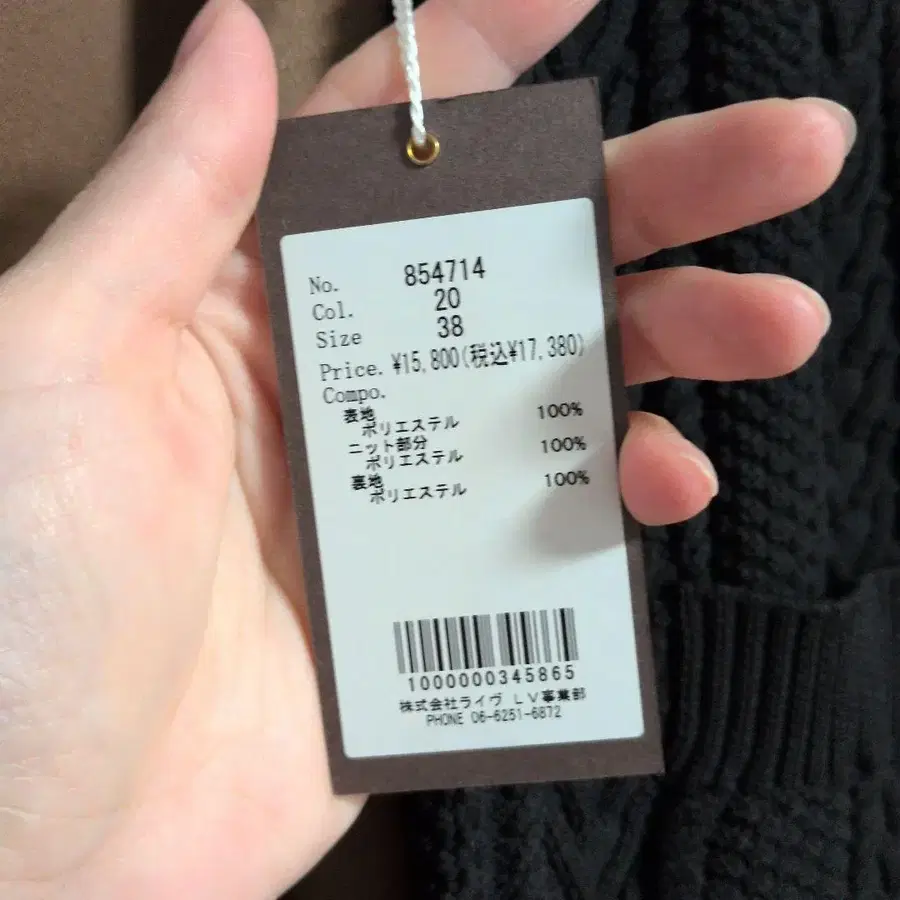 No. 854714
Col. 20
Size 38
Price. ¥15,800(税込¥17,380)
Compo.
表地
ポリエステル 100%
ニット部分
ポリエステル 100%
裏地
ポリエステル 100%
1000000345865
株式会社ライヴ LV事業部
PHONE 06-6251-6872